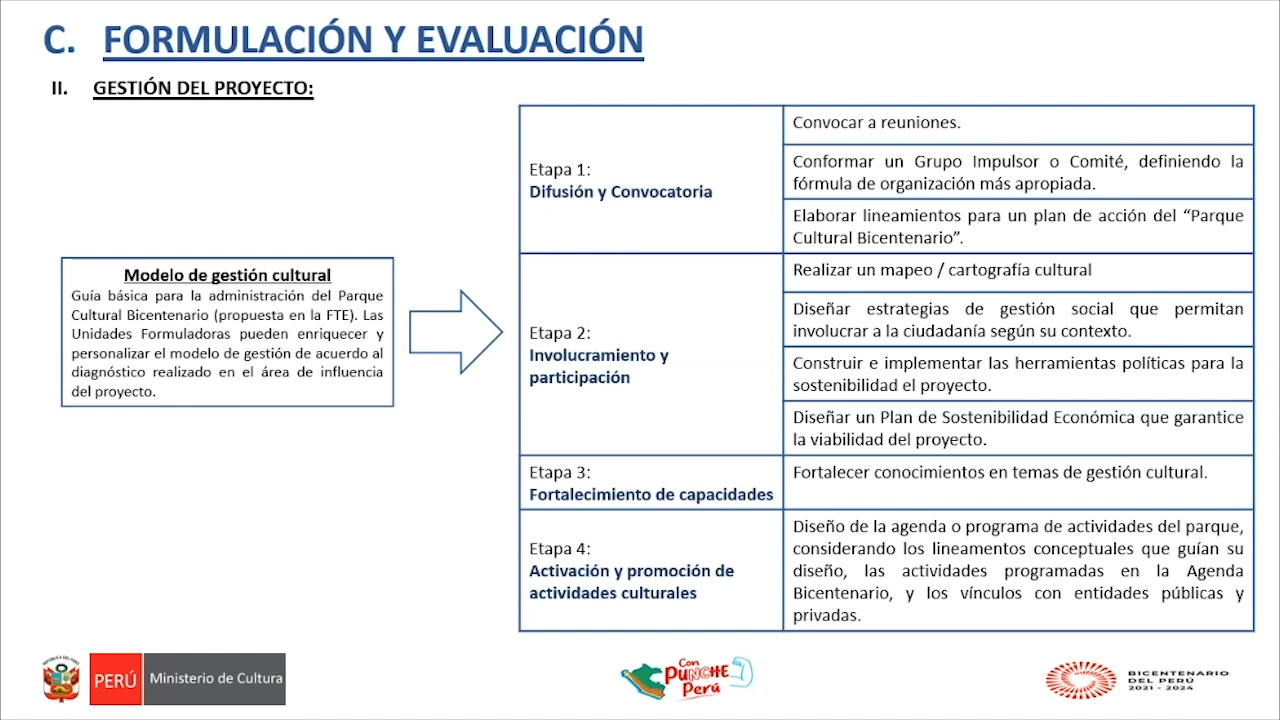 C. FORMULACIÓN Y EVALUACIÓN
II. GESTIÓN DEL PROYECTO:
Modelo de gestión cultural
Guía básica para la administración del Parque
Cultural Bicentenario (propuesta en la FTE). Las
Unidades Formuladoras pueden enriquecer y
personalizar el modelo de gestión de acuerdo al
diagnóstico realizado en el área de influencia
del proyecto.
Etapa 1:
Difusión y Convocatoria
Convocar a reuniones.
Conformar un Grupo Impulsor o Comité, definiendo la
fórmula de organización más apropiada.
Elaborar lineamientos para un plan de acción del “Parque
Cultural Bicentenario”.
Etapa 2:
Involucramiento y
participación
Realizar un mapeo / cartografía cultural
Diseñar estrategias de gestión social que permitan
involucrar a la ciudadanía según su contexto.
Construir e implementar las herramientas políticas para la
sostenibilidad el proyecto.
Diseñar un Plan de Sostenibilidad Económica que garantice
la viabilidad del proyecto.
Etapa 3:
Fortalecimiento de capacidades
Fortalecer conocimientos en temas de gestión cultural.
Etapa 4:
Activación y promoción de
actividades culturales
Diseño de la agenda o programa de actividades del parque,
considerando los lineamentos conceptuales que guían su
diseño, las actividades programadas en la Agenda
Bicentenario, y los vínculos con entidades públicas y
privadas.
REPÚBLICA DEL PERÚ
PERÚ
Ministerio de Cultura
Con
PUNCHE
Perú
BICENTENARIO
DEL PERÚ
2021 - 2024